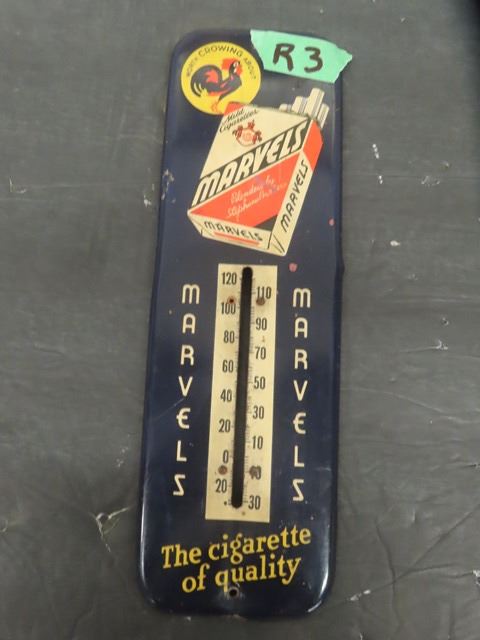 R3
WORTH CROWING ABOUT
Mild
Cigarettes
MARVELS
Blended by
Stephano Bros.
MARVELS
MARVELS
120
110
100
90
80
70
60
50
40
30
20
10
0
20
30
MARVELS
MARVELS
The cigarette
of quality